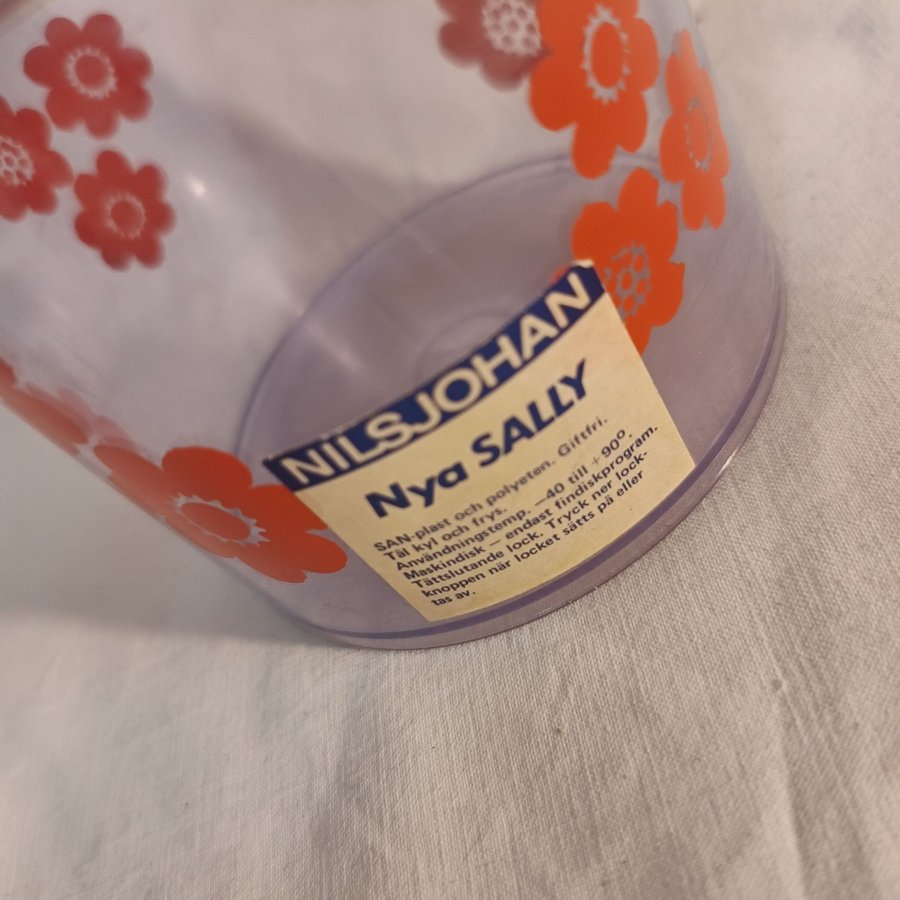 NILSJOHAN
Nya SALLY
SAN-plast och polyeten. Giftfri.
Tål kyl och frys.
Användningstemp. —40 till +90º.
Maskindisk — endast findiskprogram.
Tättslutande lock. Tryck ner lock-
knoppen när locket sätts på eller
tas av.